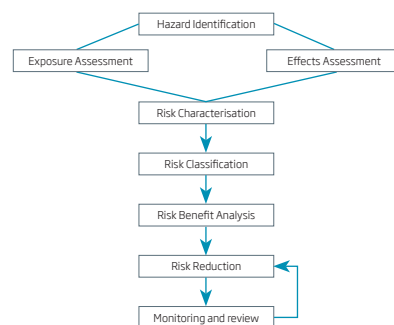 Hazard Identification
Exposure Assessment
Effects Assessment
Risk Characterisation
Risk Classification
Risk Benefit Analysis
Risk Reduction
Monitoring and review